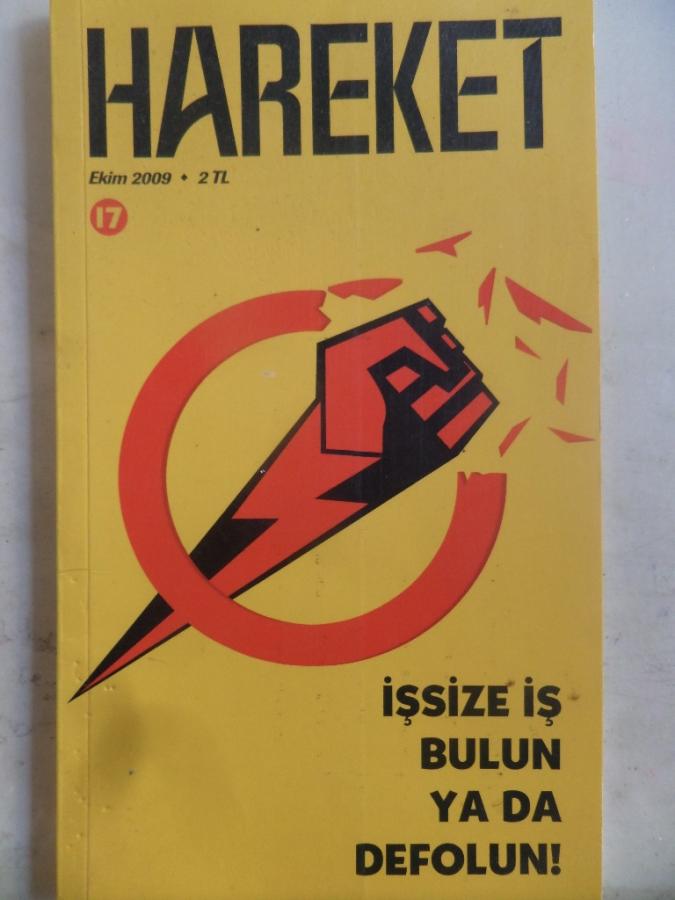 HAREKET
Ekim 2009 • 2 TL
17
İŞSİZE İŞ
BULUN
YA DA
DEFOLUN!